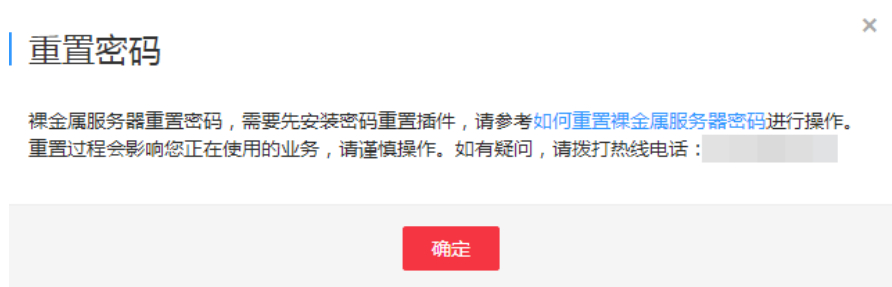 重置密码
裸金属服务器重置密码，需要先安装密码重置插件，请参考如何重置裸金属服务器密码进行操作。
重置过程会影响您正在使用的业务，请谨慎操作。如有疑问，请拨打热线电话：
确定